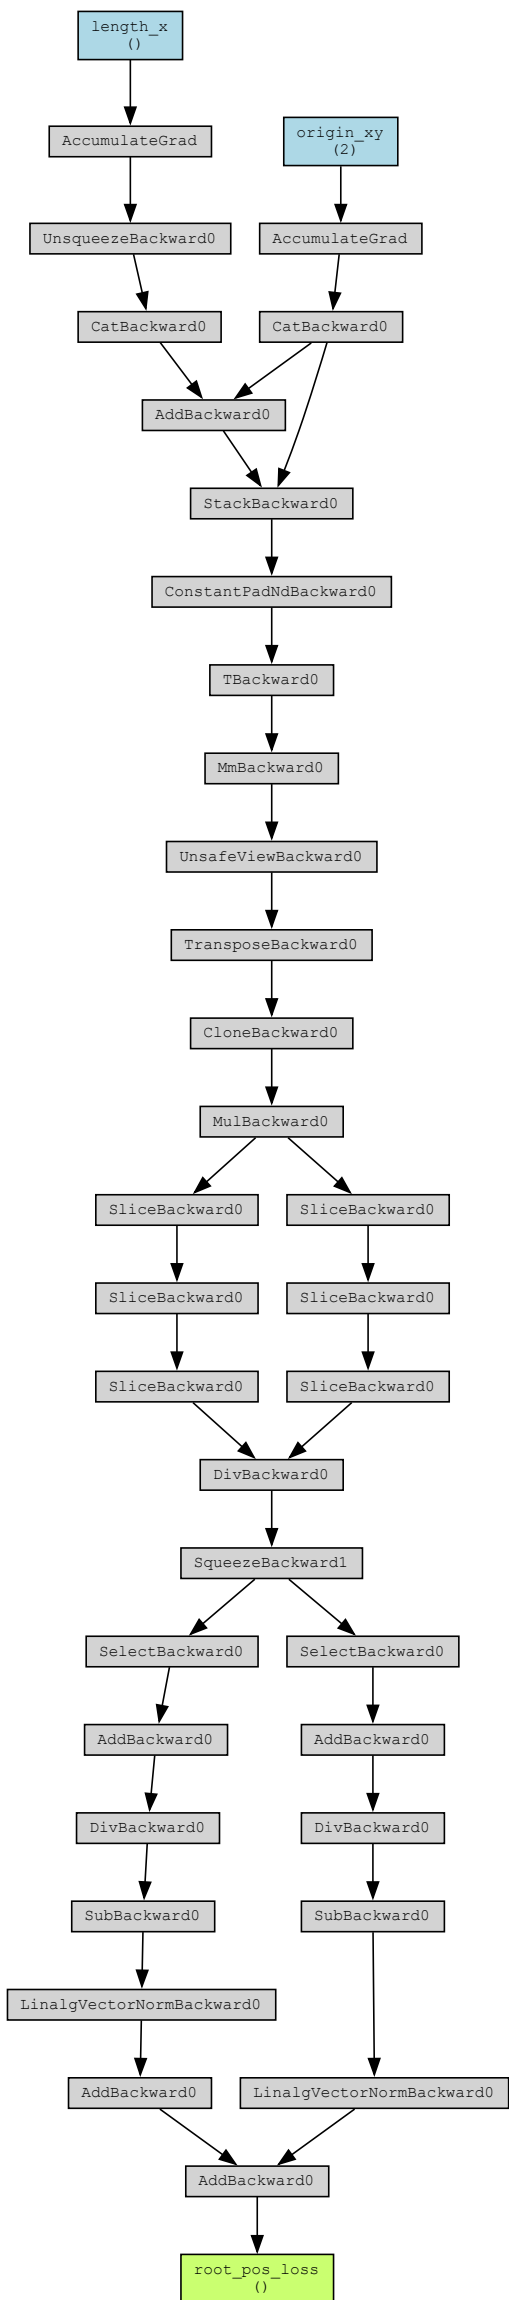 length_x
()
AccumulateGrad
origin_xy
(2)
UnsqueezeBackward0
AccumulateGrad
CatBackward0
CatBackward0
AddBackward0
StackBackward0
ConstantPadNdBackward0
TBackward0
MmBackward0
UnsafeViewBackward0
TransposeBackward0
CloneBackward0
MulBackward0
SliceBackward0
SliceBackward0
SliceBackward0
SliceBackward0
SliceBackward0
SliceBackward0
DivBackward0
SqueezeBackward1
SelectBackward0
SelectBackward0
AddBackward0
AddBackward0
DivBackward0
DivBackward0
SubBackward0
SubBackward0
LinalgVectorNormBackward0
AddBackward0
LinalgVectorNormBackward0
AddBackward0
root_pos_loss
()